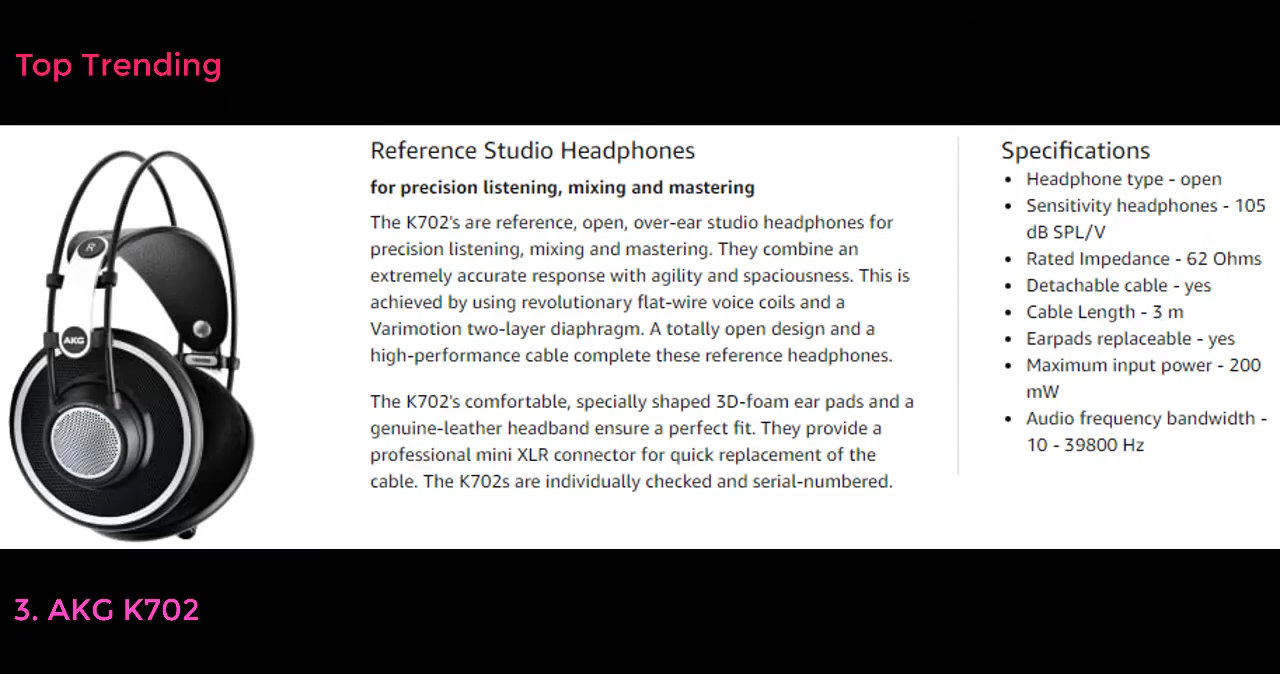 Top Trending
R
AKG
Reference Studio Headphones
for precision listening, mixing and mastering
The K702's are reference, open, over-ear studio headphones for
precision listening, mixing and mastering. They combine an
extremely accurate response with agility and spaciousness. This is
achieved by using revolutionary flat-wire voice coils and a
Varimotion two-layer diaphragm. A totally open design and a
high-performance cable complete these reference headphones.
The K702's comfortable, specially shaped 3D-foam ear pads and a
genuine-leather headband ensure a perfect fit. They provide a
professional mini XLR connector for quick replacement of the
cable. The K702s are individually checked and serial-numbered.
Specifications
• Headphone type - open
• Sensitivity headphones - 105
dB SPL/V
• Rated Impedance - 62 Ohms
• Detachable cable - yes
• Cable Length - 3 m
• Earpads replaceable - yes
• Maximum input power - 200
mW
• Audio frequency bandwidth -
10 - 39800 Hz
3. AKG K702